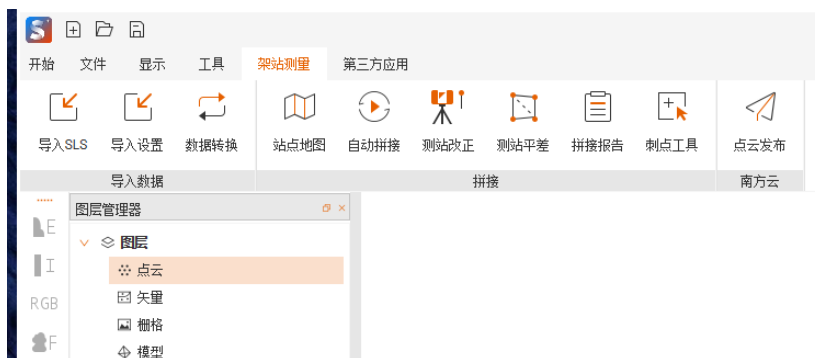 开始 文件 显示 工具 架站测量 第三方应用
导入SLS 导入设置 数据转换 站点地图 自动拼接 测站改正 测站平差 拼接报告 刺点工具 点云发布
导入数据 拼接 南方云
图层管理器
E
图层
I
点云
RGB
矢量
栅格
F
模型